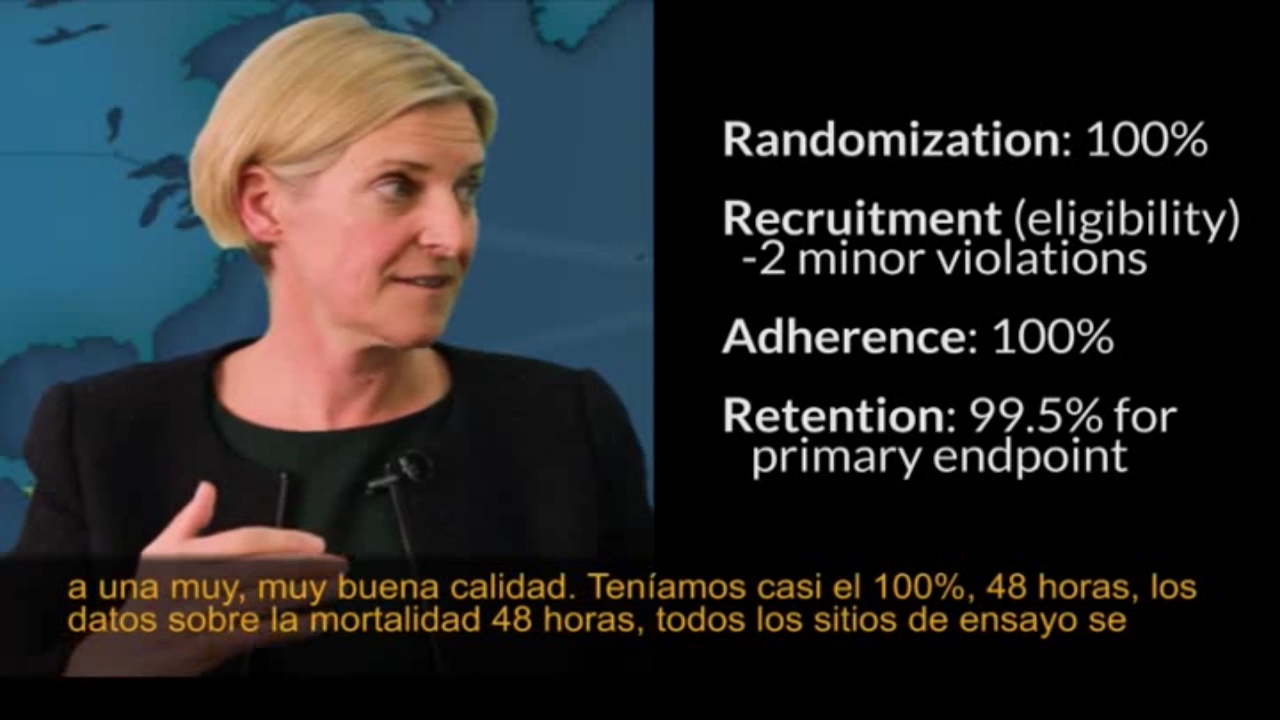 Randomization: 100%
Recruitment (eligibility)
-2 minor violations
Adherence: 100%
Retention: 99.5% for
primary endpoint
a una muy, muy buena calidad. Teníamos casi el 100%, 48 horas, los
datos sobre la mortalidad 48 horas, todos los sitios de ensayo se